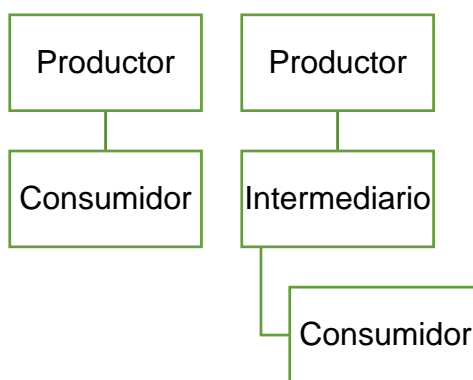 Productor
Consumidor
Productor
Intermediario
Consumidor